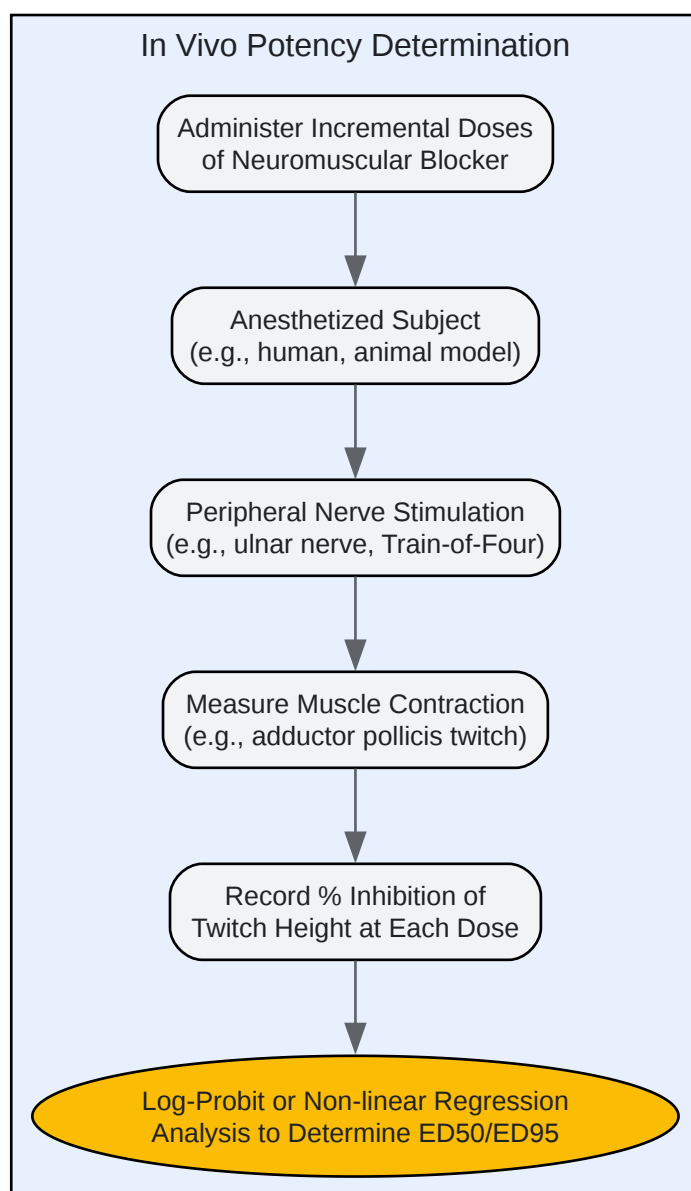 In Vivo Potency Determination
Administer Incremental Doses
of Neuromuscular Blocker
Anesthetized Subject
(e.g., human, animal model)
Peripheral Nerve Stimulation
(e.g., ulnar nerve, Train-of-Four)
Measure Muscle Contraction
(e.g., adductor pollicis twitch)
Record % Inhibition of
Twitch Height at Each Dose
Log-Probit or Non-linear Regression
Analysis to Determine ED50/ED95